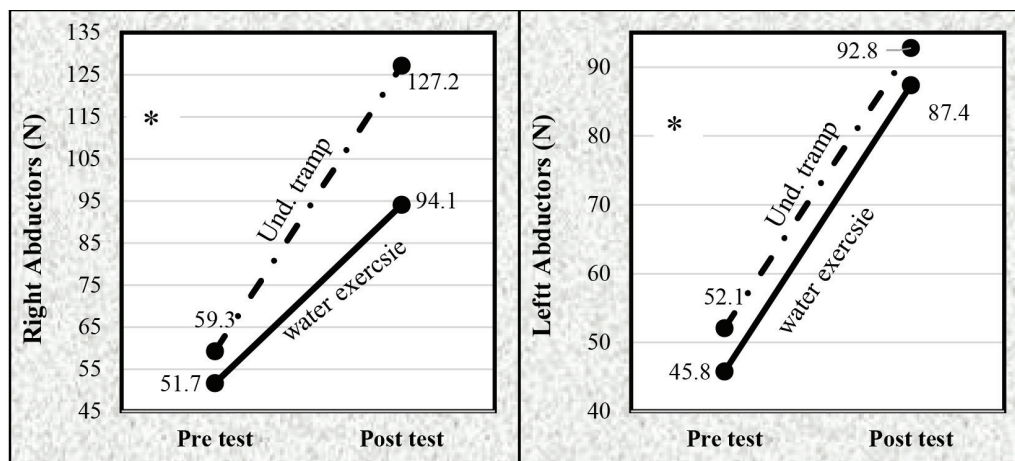 Right Abductors (N)
135
125
115
105
95
85
75
65
55
45
*
127.2
Und. tramp
94.1
water exercsie
59.3
51.7
Pre test
Post test
Leftt Abductors (N)
90
80
70
60
50
40
*
92.8
87.4
Und. tramp
water exercsie
52.1
45.8
Pre test
Post test